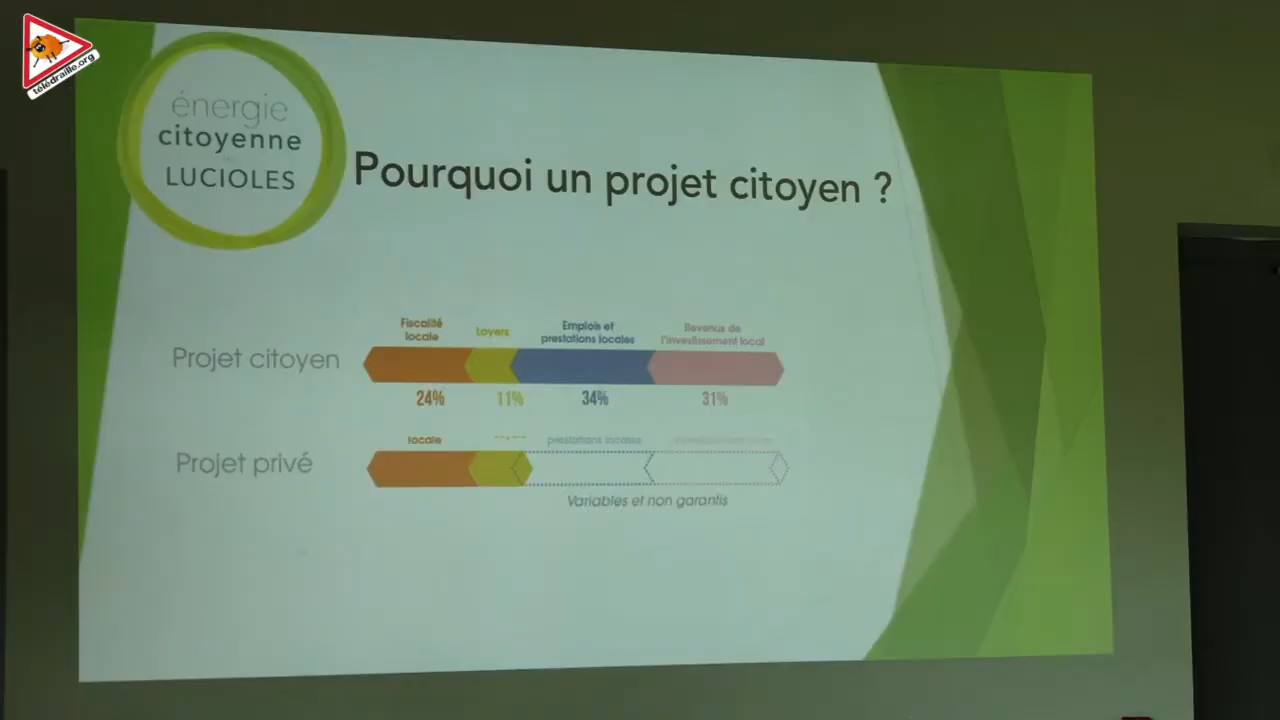 télédraille.org
énergie
citoyenne
LUCIOLES
Pourquoi un projet citoyen ?
Fiscalité
locale
Loyers
Emplois et
prestations locales
Revenus de
l'investissement local
Projet citoyen
24% 11% 34% 31%
locale
prestations locales
Projet privé
Variables et non garantis